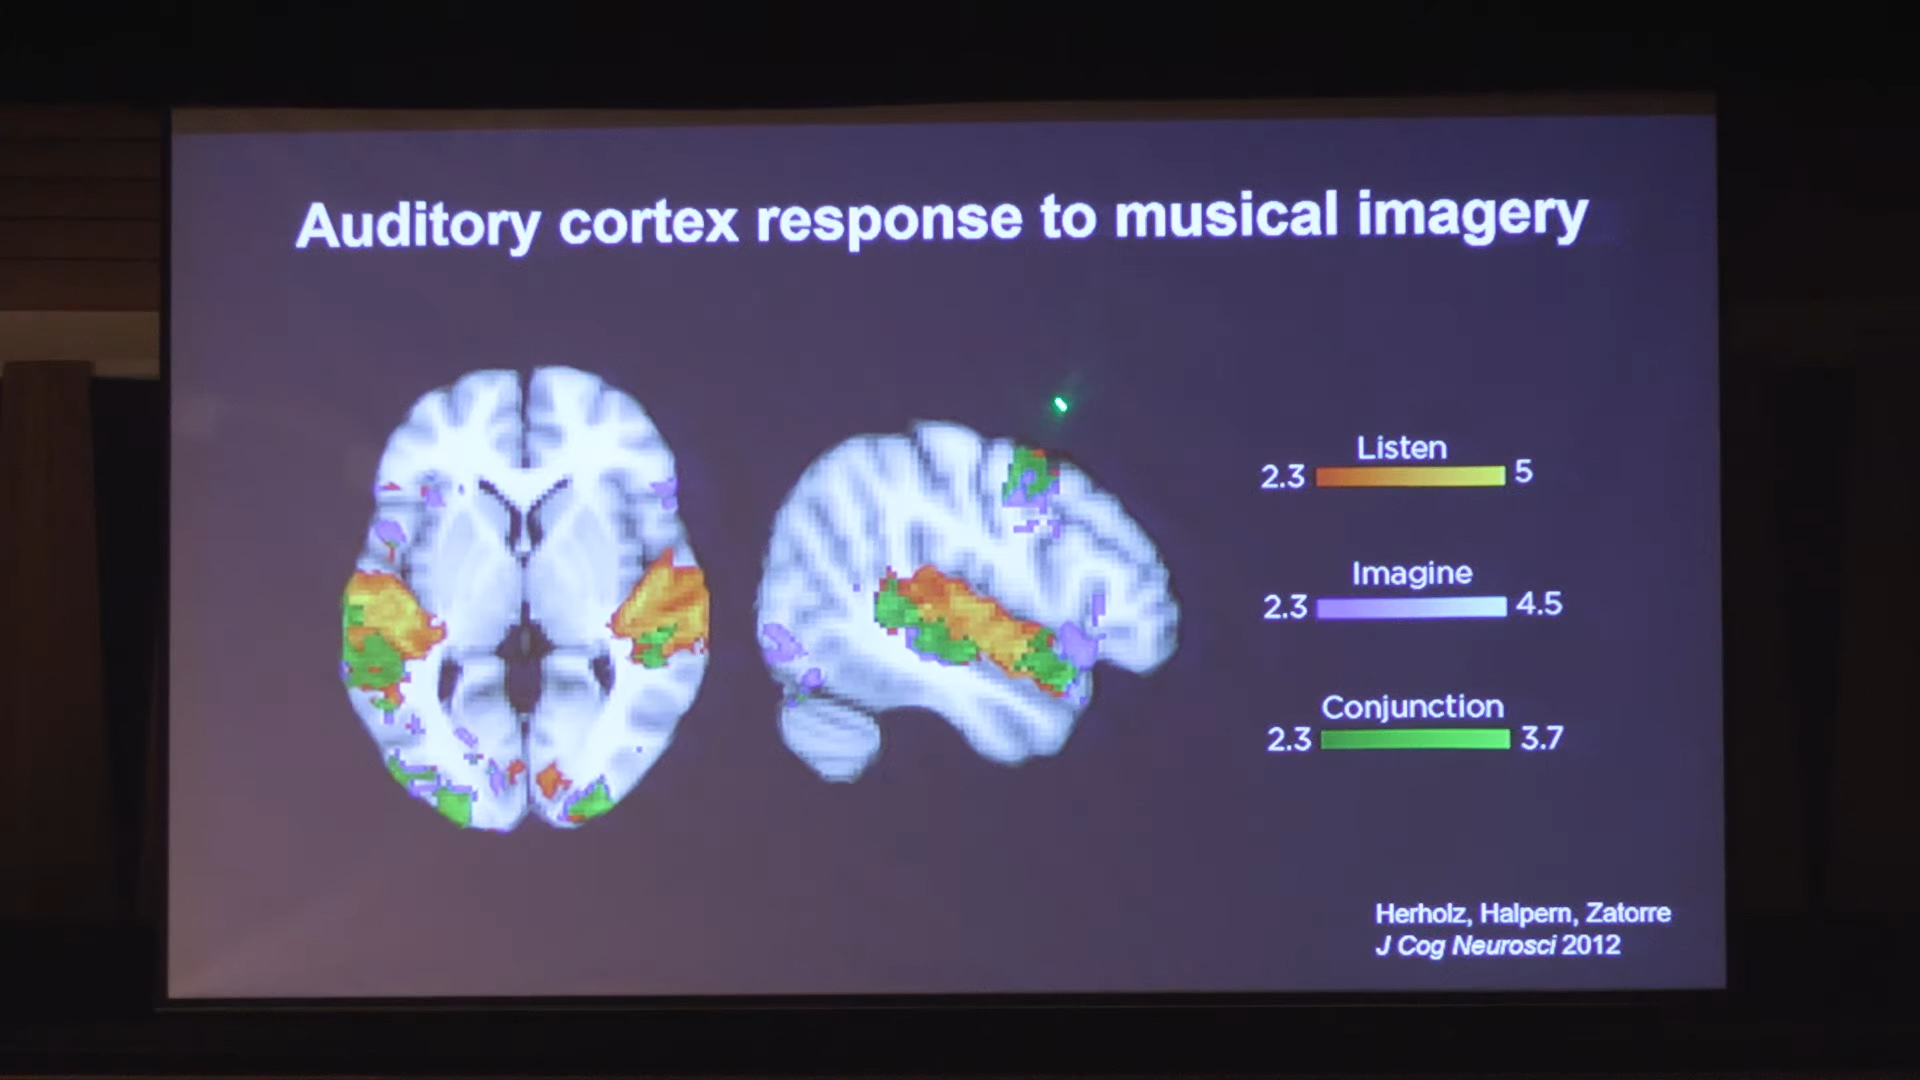 Auditory cortex response to musical imagery
Listen
2.3 5
Imagine
2.3 4.5
Conjunction
2.3 3.7
Herholz, Halpern, Zatorre
J Cog Neurosci 2012